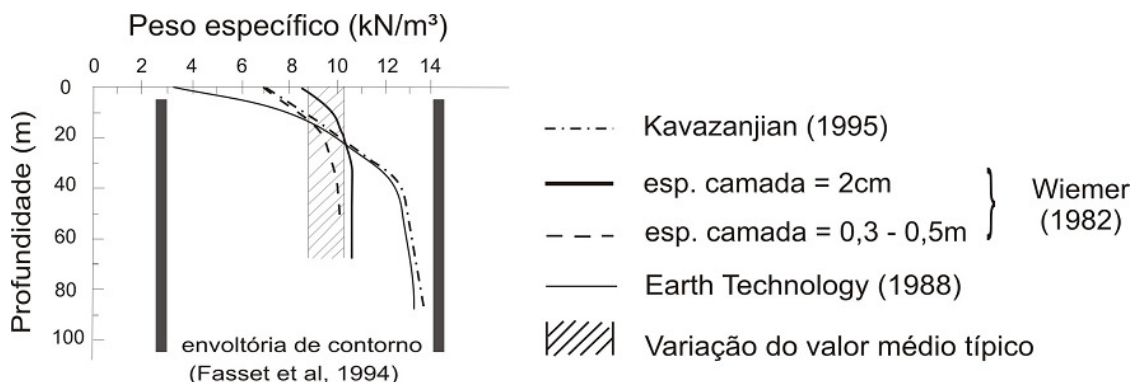 Peso específico (kN/m³)
0 2 4 6 8 10 12 14
Profundidade (m)
0
20
40
60
80
100
envoltória de contorno
(Fasset et al, 1994)
Kavazanjian (1995)
esp. camada = 2cm
esp. camada = 0,3 - 0,5m
Wiemer
(1982)
Earth Technology (1988)
Variação do valor médio típico